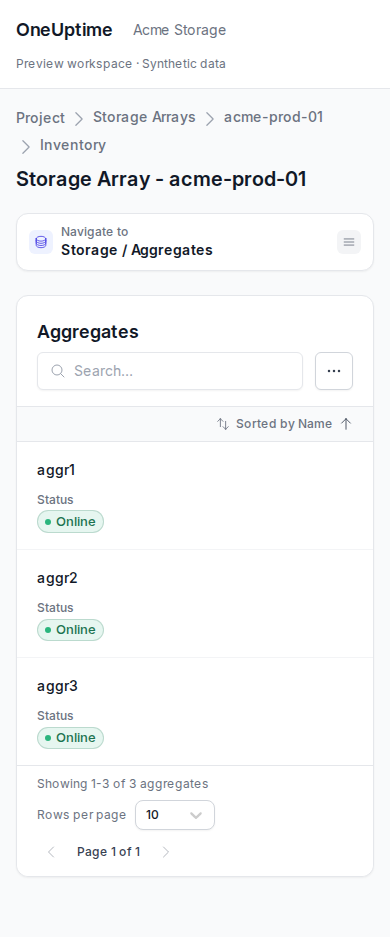 OneUptime Acme Storage
Preview workspace · Synthetic data
Project Storage Arrays acme-prod-01
Inventory
Storage Array - acme-prod-01
Navigate to
Storage / Aggregates
Aggregates
Search...
Sorted by Name
aggr1
Status
Online
aggr2
Status
Online
aggr3
Status
Online
Showing 1-3 of 3 aggregates
Rows per page 10
Page 1 of 1